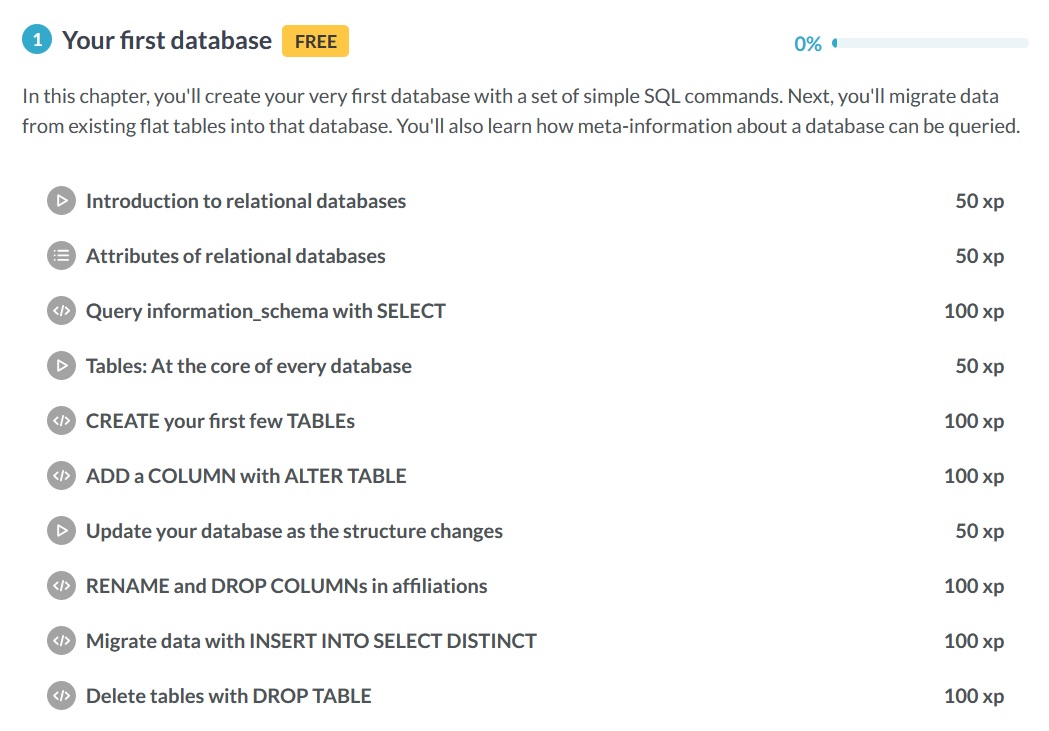 1 Your first database FREE 0%
In this chapter, you'll create your very first database with a set of simple SQL commands. Next, you'll migrate data
from existing flat tables into that database. You'll also learn how meta-information about a database can be queried.
Introduction to relational databases 50 xp
Attributes of relational databases 50 xp
Query information_schema with SELECT 100 xp
Tables: At the core of every database 50 xp
CREATE your first few TABLEs 100 xp
ADD a COLUMN with ALTER TABLE 100 xp
Update your database as the structure changes 50 xp
RENAME and DROP COLUMNs in affiliations 100 xp
Migrate data with INSERT INTO SELECT DISTINCT 100 xp
Delete tables with DROP TABLE 100 xp